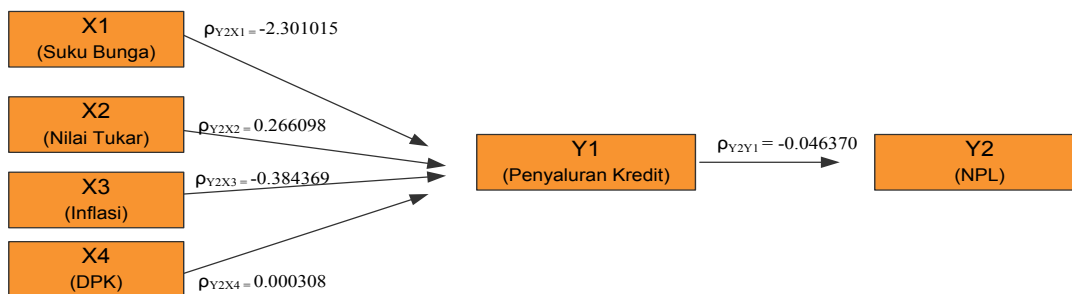 X1
(Suku Bunga)
ρY2X1 = -2.301015
X2
(Nilai Tukar)
ρY2X2 = 0.266098
X3
(Inflasi)
ρY2X3 = -0.384369
X4
(DPK)
ρY2X4 = 0.000308
Y1
(Penyaluran Kredit)
ρY2Y1 = -0.046370
Y2
(NPL)